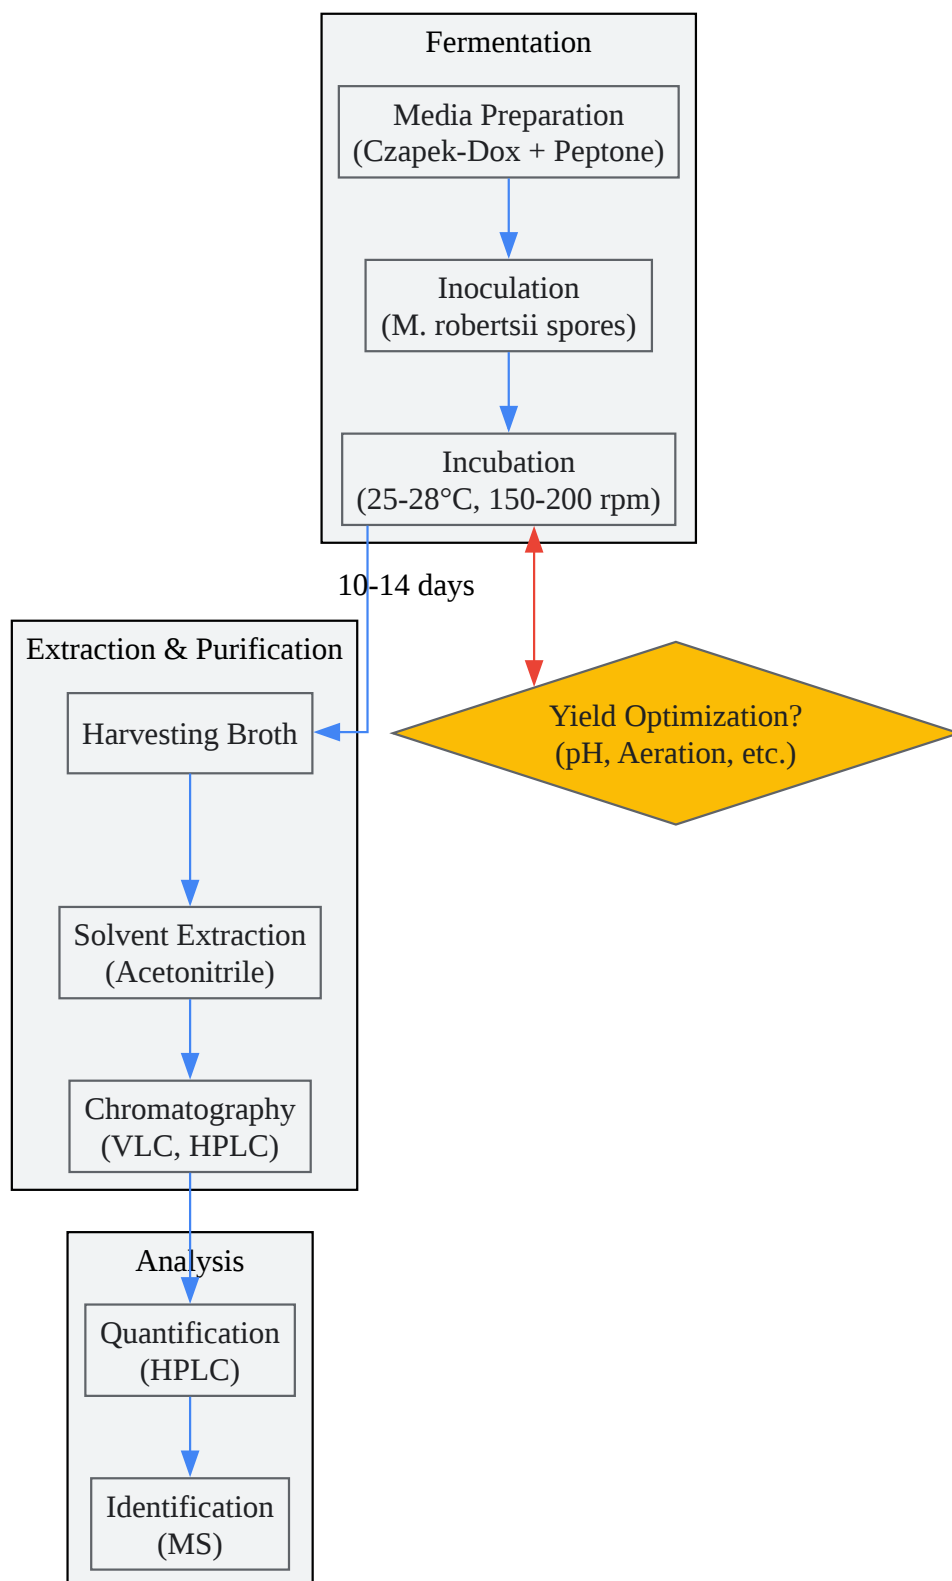 Fermentation
Media Preparation
(Czapek-Dox + Peptone)
Inoculation
(M. robertsii spores)
Incubation
(25-28°C, 150-200 rpm)
10-14 days
Extraction & Purification
Harvesting Broth
Yield Optimization?
(pH, Aeration, etc.)
Solvent Extraction
(Acetonitrile)
Chromatography
(VLC, HPLC)
Analysis
Quantification
(HPLC)
Identification
(MS)